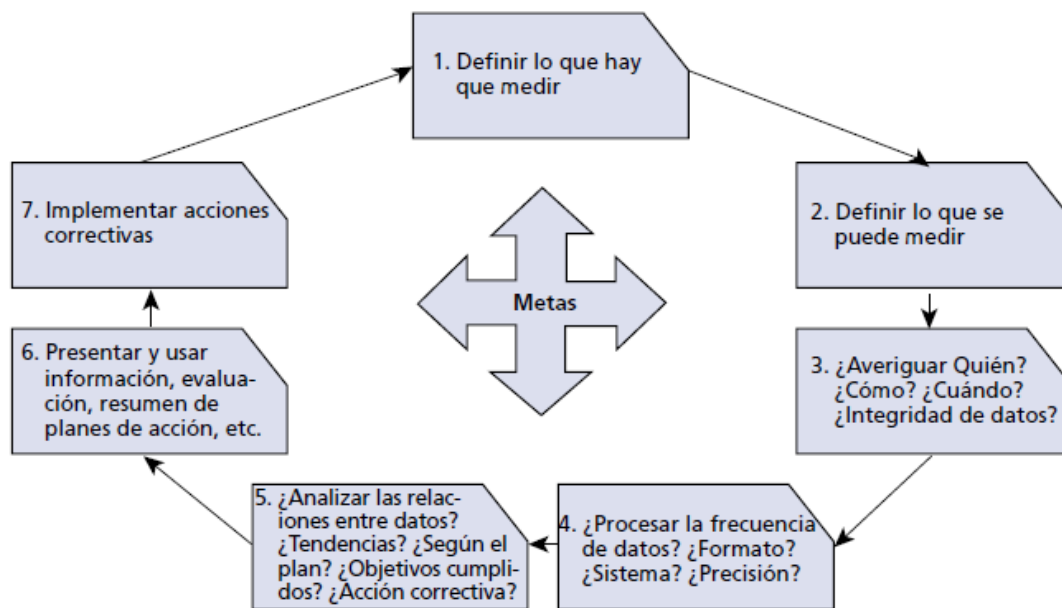 1. Definir lo que hay
que medir
2. Definir lo que se
puede medir
3. ¿Averiguar Quién?
¿Cómo? ¿Cuándo?
¿Integridad de datos?
4. ¿Procesar la frecuencia
de datos? ¿Formato?
¿Sistema? ¿Precisión?
5. ¿Analizar las relac-
iones entre datos?
¿Tendencias? ¿Según el
plan? ¿Objetivos cumpli-
dos? ¿Acción correctiva?
6. Presentar y usar
información, evalua-
ción, resumen de
planes de acción, etc.
7. Implementar acciones
correctivas
Metas